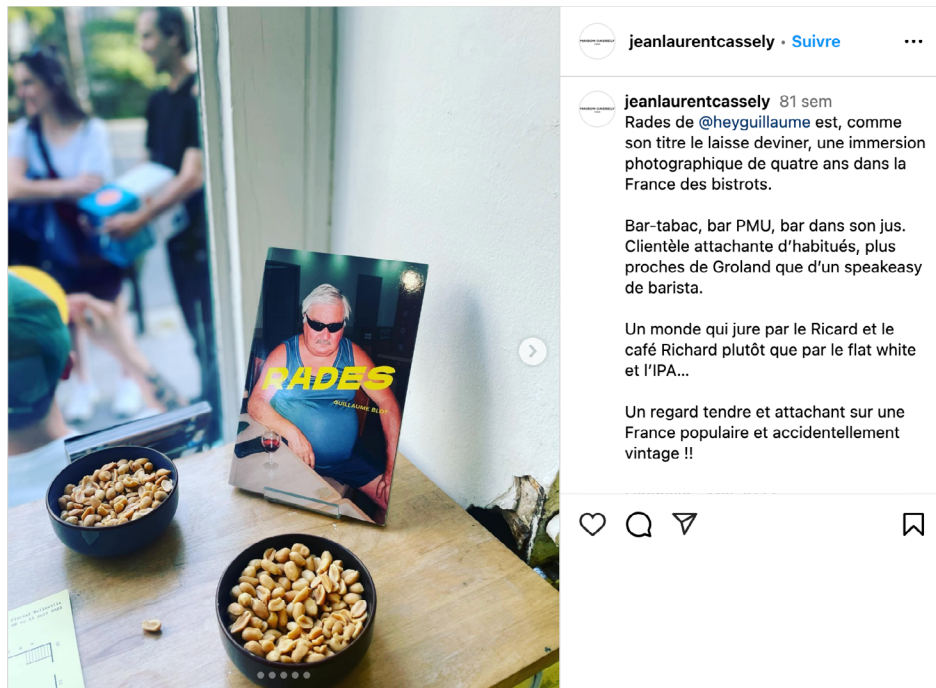 jeanlaurentcassely • Suivre
jeanlaurentcassely 81 sem
Rades de @heyguillaume est, comme
son titre le laisse deviner, une immersion
photographique de quatre ans dans la
France des bistrots.
Bar-tabac, bar PMU, bar dans son jus.
Clientèle attachante d’habitués, plus
proches de Groland que d’un speakeasy
de barista.
Un monde qui jure par le Ricard et le
café Richard plutôt que par le flat white
et l’IPA...
Un regard tendre et attachant sur une
France populaire et accidentellement
vintage !!
RADES
GUILLAUME BLOT